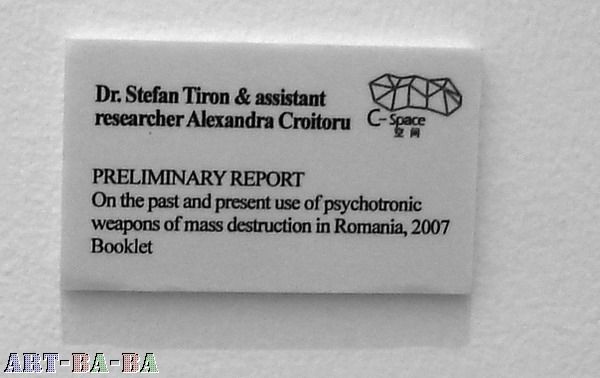 Dr. Stefan Tiron & assistant
researcher Alexandra Croitoru
C-Space
空间
PRELIMINARY REPORT
On the past and present use of psychotronic
weapons of mass destruction in Romania, 2007
Booklet
ART-BA-BA